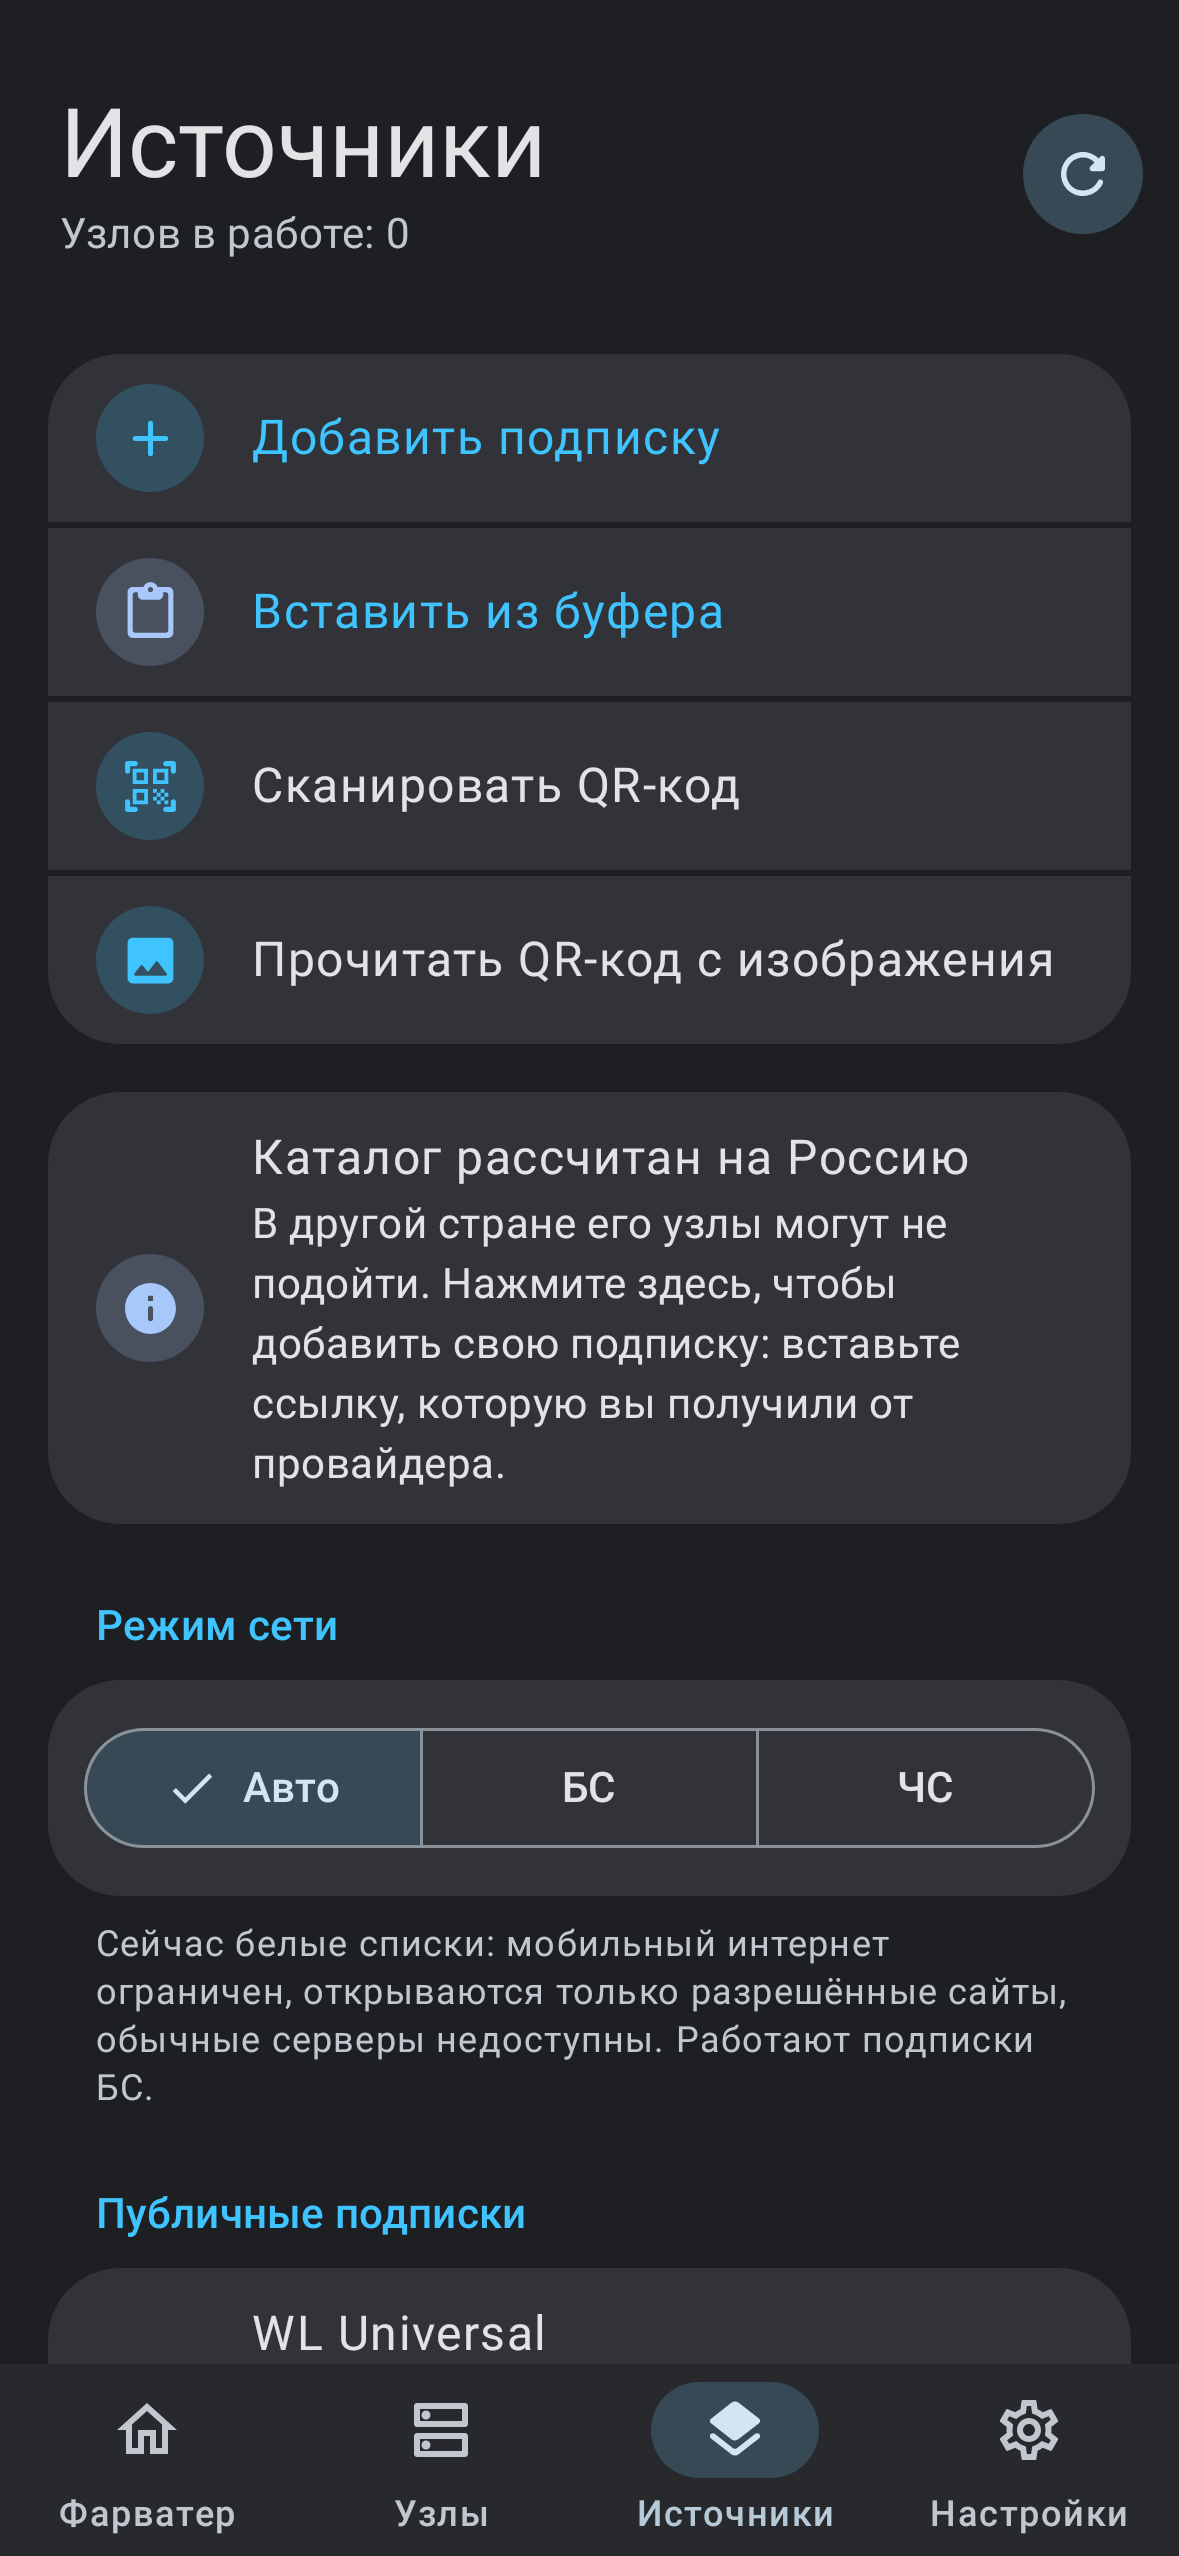 Источники
Узлов в работе: 0
Добавить подписку
Вставить из буфера
Сканировать QR-код
Прочитать QR-код с изображения
Каталог рассчитан на Россию
В другой стране его узлы могут не
подойти. Нажмите здесь, чтобы
добавить свою подписку: вставьте
ссылку, которую вы получили от
провайдера.
Режим сети
Авто
БС
ЧС
Сейчас белые списки: мобильный интернет
ограничен, открываются только разрешённые сайты,
обычные серверы недоступны. Работают подписки
БС.
Публичные подписки
WL Universal
Фарватер
Узлы
Источники
Настройки